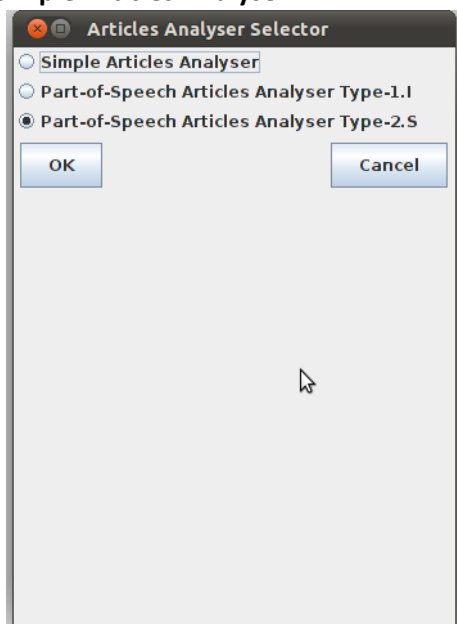 Articles Analyser Selector
Simple Articles Analyser
Part-of-Speech Articles Analyser Type-1.I
Part-of-Speech Articles Analyser Type-2.S
OK Cancel